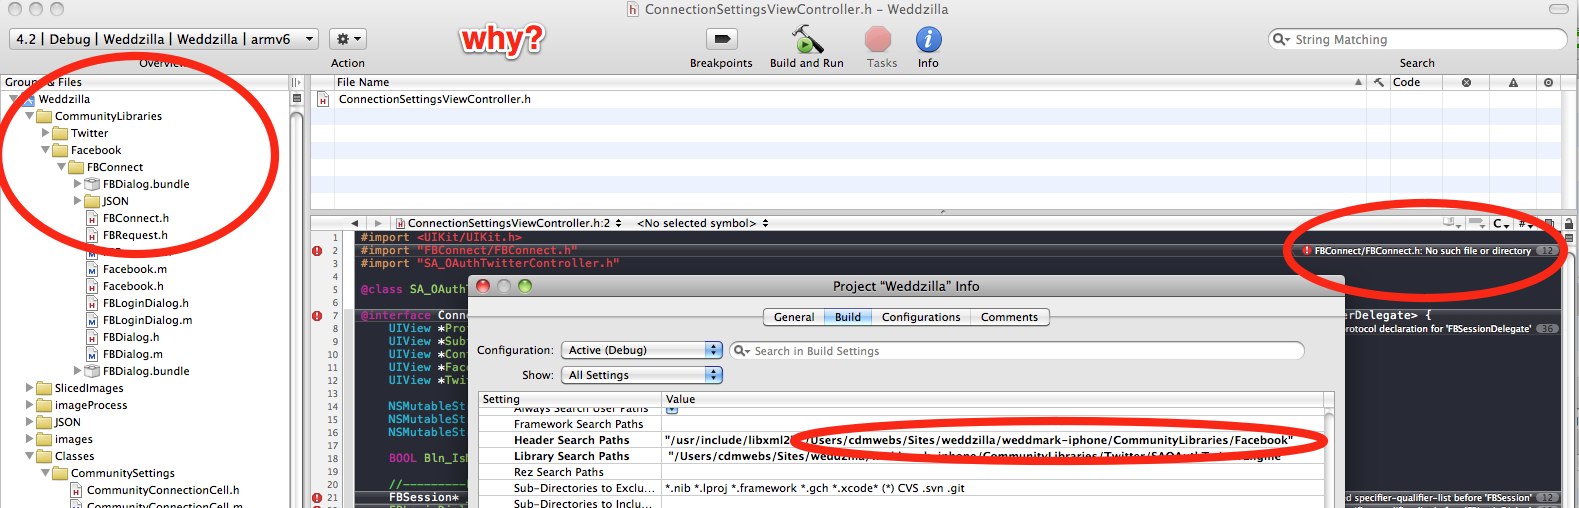 ConnectionSettingsViewController.h – Weddzilla
4.2 | Debug | Weddzilla | Weddzilla | armv6
why?
String Matching
Overview
Action
Breakpoints
Build and Run
Tasks
Info
Search
Groups & Files
File Name
Code
Weddzilla
ConnectionSettingsViewController.h
CommunityLibraries
Twitter
Facebook
FBConnect
FBDialog.bundle
JSON
FBConnect.h
FBRequest.h
Facebook.m
Facebook.h
FBLoginDialog.h
FBLoginDialog.m
FBDialog.h
FBDialog.m
FBDialog.bundle
SlicedImages
imageProcess
JSON
images
Classes
CommunitySettings
CommunityConnectionCell.h
CommunityConnectionCell.m
ConnectionSettingsViewController.h:2
<No selected symbol>
C
#
1 #import <UIKit/UIKit.h>
2 #import "FBConnect/FBConnect.h"
FBConnect/FBConnect.h: No such file or directory 12
3 #import "SA_OAuthTwitterController.h"
4
5 @class SA_OAuthT
6
7 @interface Conne
erDelegate> {
8 UIView *Pro
rotocol declaration for 'FBSessionDelegate' 36
9 UIView *Sub
10 UIView *Con
11 UIView *Fac
12 UIView *Twi
13
14 NSMutableSt
15 NSMutableSt
16 NSMutableSt
17
18 BOOL Bln_IsN
19
20 //---------
21 FBSession*
d specifier-qualifier-list before 'FBSession' 12
Project "Weddzilla" Info
General
Build
Configurations
Comments
Configuration:
Active (Debug)
Search in Build Settings
Show:
All Settings
Setting
Value
Always Search User Paths
Framework Search Paths
Header Search Paths
"/usr/include/libxml2" "/Users/cdmwebs/Sites/weddzilla/weddmark-iphone/CommunityLibraries/Facebook"
Library Search Paths
"/Users/cdmwebs/Sites/weddzilla/weddmark-iphone/CommunityLibraries/Twitter/SAOAuthTwitterEngine"
Rez Search Paths
Sub-Directories to Exclu...
*.nib *.lproj *.framework *.gch *.xcode* (*) CVS .svn .git
Sub-Directories to Inclu...